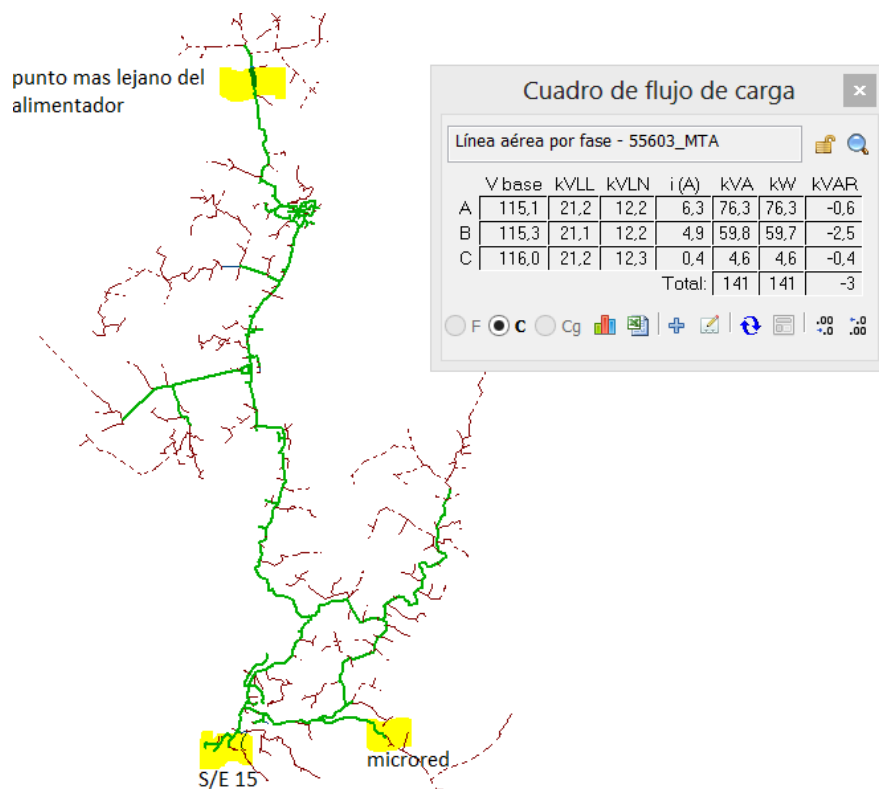 punto mas lejano del
alimentador
Cuadro de flujo de carga
Línea aérea por fase - 55603_MTA
V base kVLL kVLN i (A) kVA kW kVAR
A 115,1 21,2 12,2 6,3 76,3 76,3 -0,6
B 115,3 21,1 12,2 4,9 59,8 59,7 -2,5
C 116,0 21,2 12,3 0,4 4,6 4,6 -0,4
Total: 141 141 -3
F C Cg
microred
S/E 15